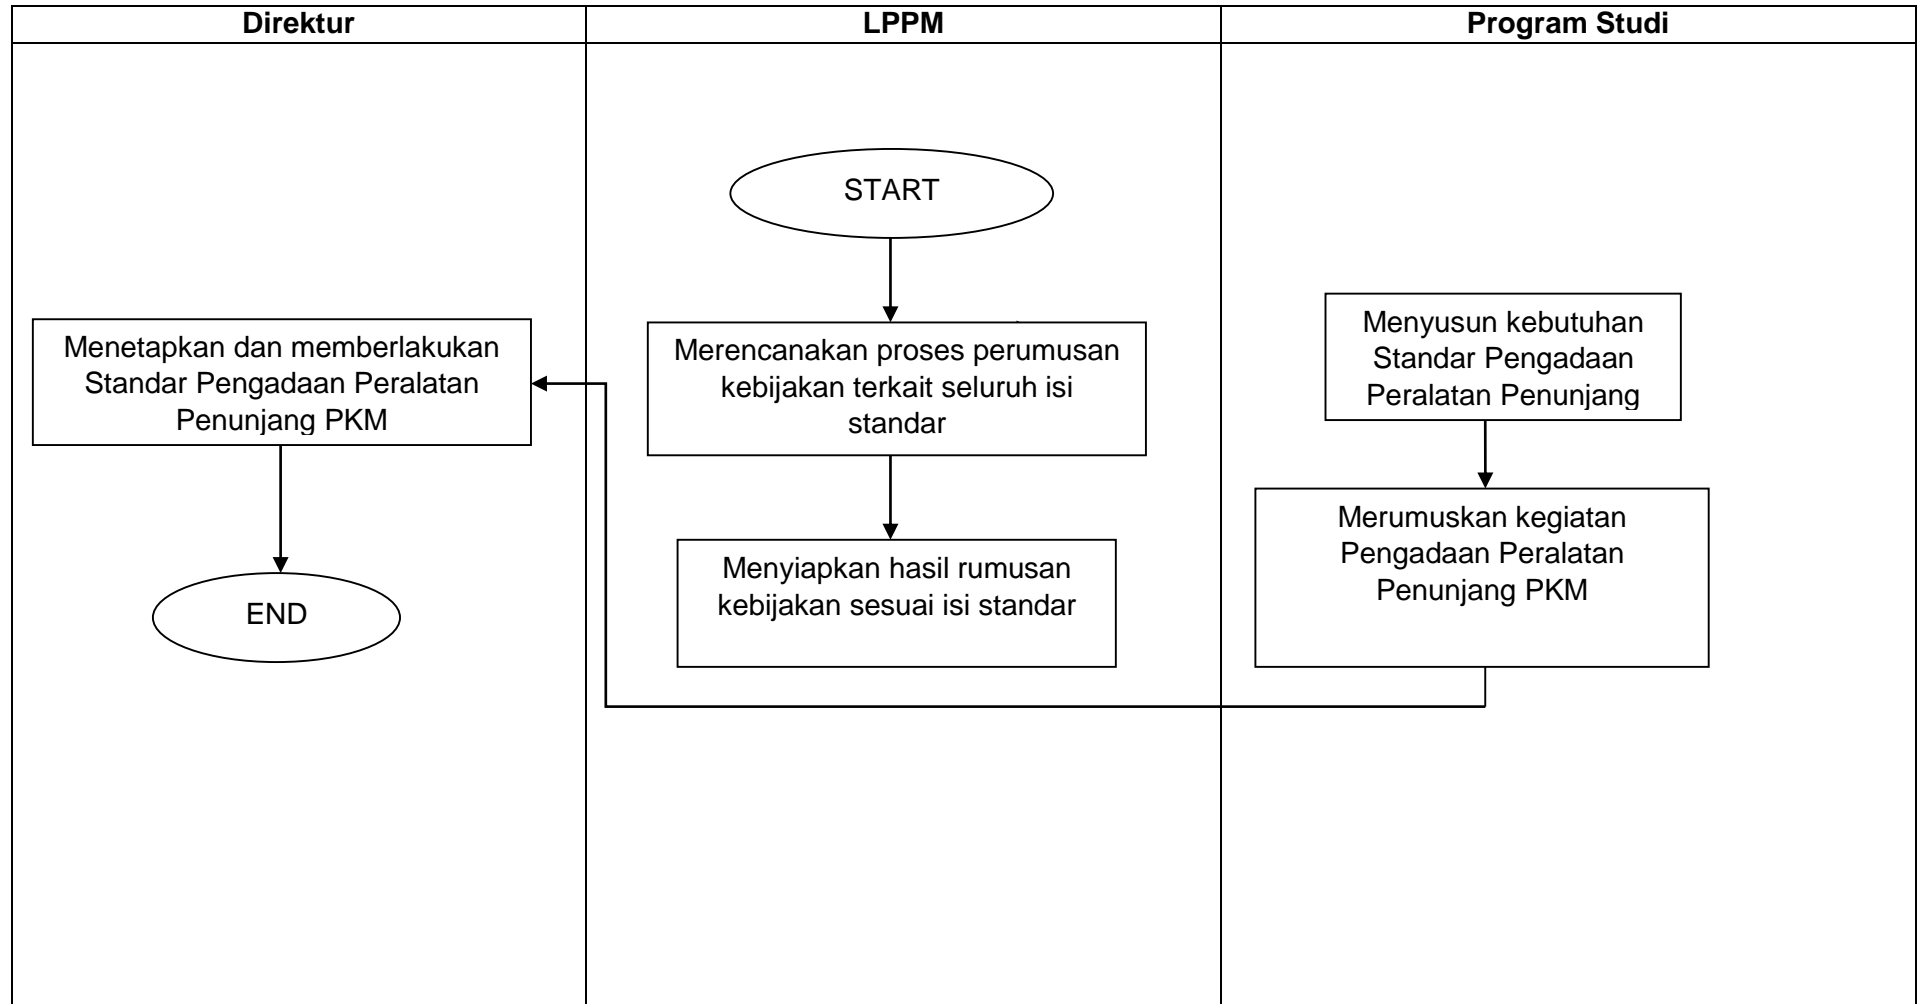 Direktur
LPPM
Program Studi
START
Menetapkan dan memberlakukan
Standar Pengadaan Peralatan
Penunjang PKM
END
Merencanakan proses perumusan
kebijakan terkait seluruh isi
standar
Menyiapkan hasil rumusan
kebijakan sesuai isi standar
Menyusun kebutuhan
Standar Pengadaan
Peralatan Penunjang
Merumuskan kegiatan
Pengadaan Peralatan
Penunjang PKM